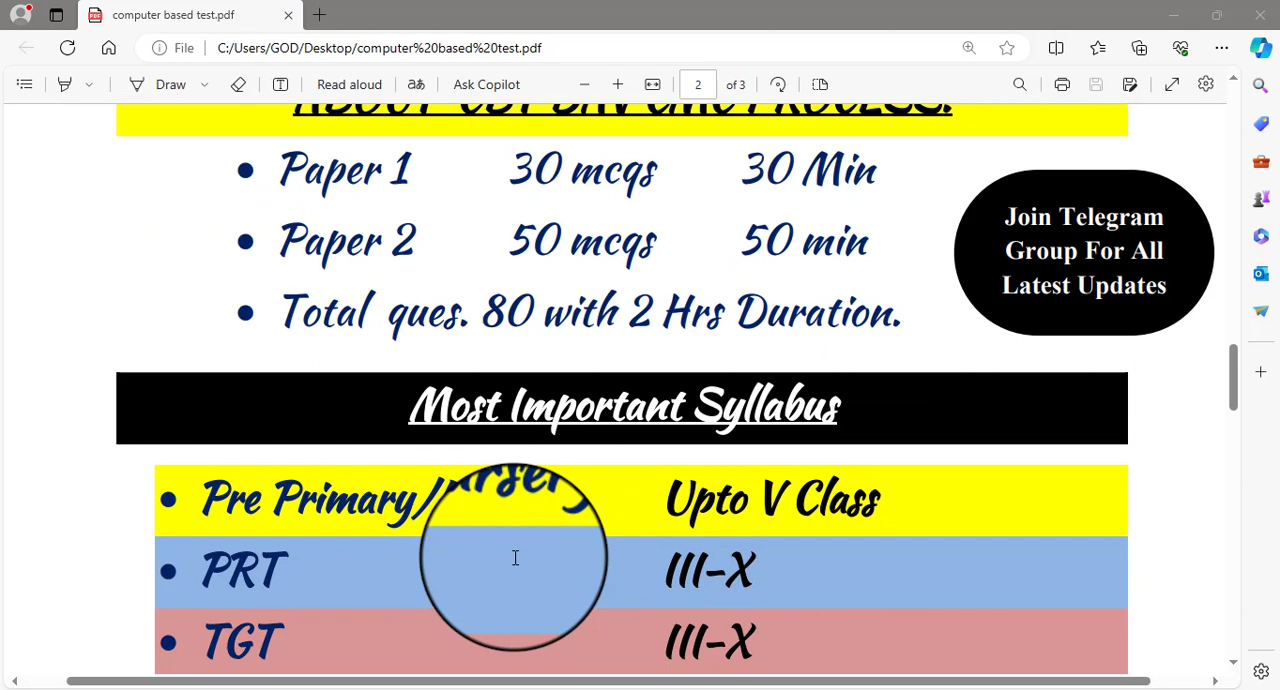 computer based test.pdf
File
C:/Users/GOD/Desktop/computer%20based%20test.pdf
Draw
Read aloud
aあ
Ask Copilot
2 of 3
Paper 1 30 mcqs 30 Min
Paper 2 50 mcqs 50 min
Total ques. 80 with 2 Hrs Duration.
Join Telegram
Group For All
Latest Updates
Most Important Syllabus
Pre Primary/ Upto V Class
PRT III-X
TGT III-X